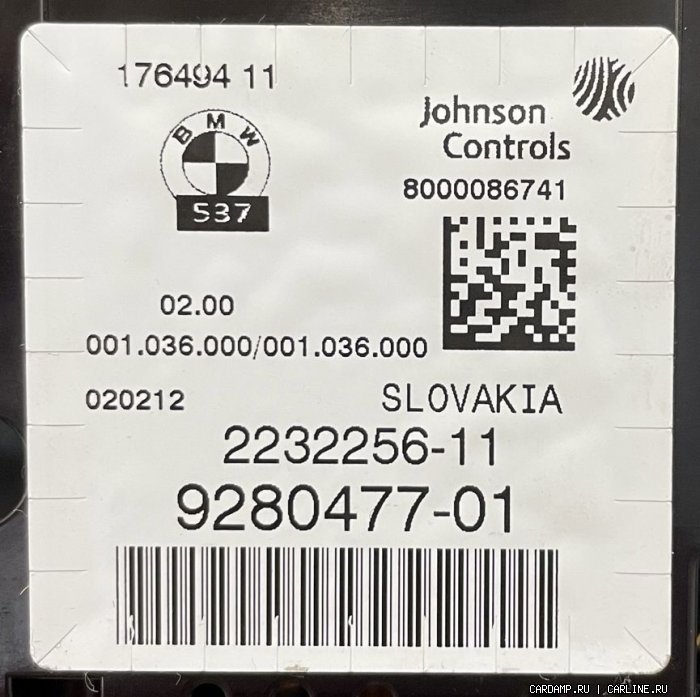 176494 11
BMW
537
Johnson
Controls
8000086741
02.00
001.036.000/001.036.000
020212
SLOVAKIA
2232256-11
9280477-01
CARDAMP.RU | CARLINE.RU